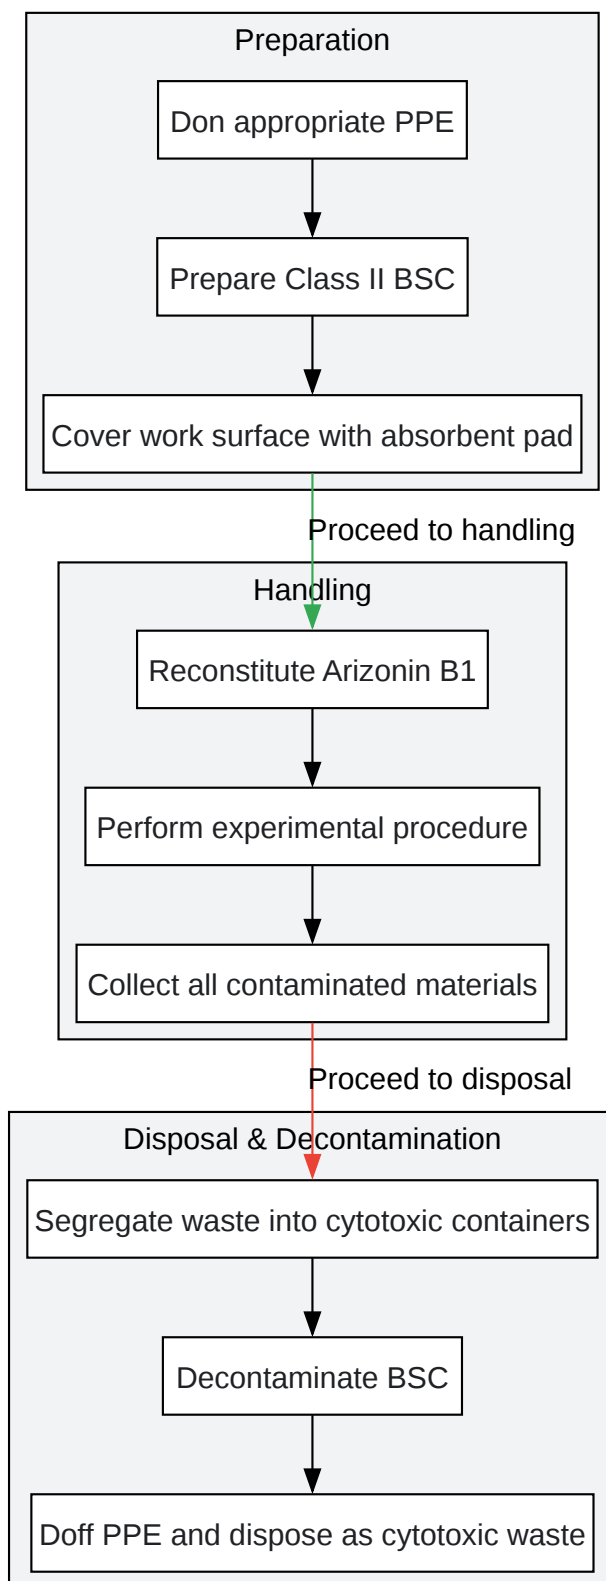 Preparation
Don appropriate PPE
Prepare Class II BSC
Cover work surface with absorbent pad
Proceed to handling
Handling
Reconstitute Arizonin B1
Perform experimental procedure
Collect all contaminated materials
Proceed to disposal
Disposal & Decontamination
Segregate waste into cytotoxic containers
Decontaminate BSC
Doff PPE and dispose as cytotoxic waste